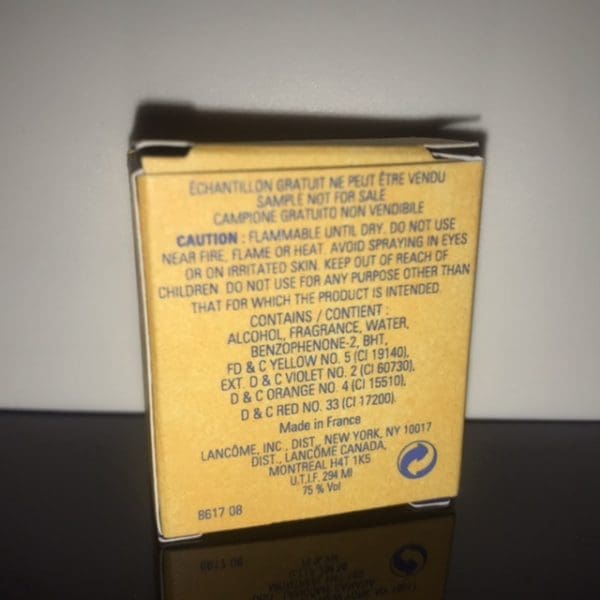 ÉCHANTILLON GRATUIT NE PEUT ÊTRE VENDU
SAMPLE NOT FOR SALE
CAMPIONE GRATUITO NON VENDIBILE
CAUTION : FLAMMABLE UNTIL DRY. DO NOT USE
NEAR FIRE, FLAME OR HEAT. AVOID SPRAYING IN EYES
OR ON IRRITATED SKIN. KEEP OUT OF REACH OF
CHILDREN. DO NOT USE FOR ANY PURPOSE OTHER THAN
THAT FOR WHICH THE PRODUCT IS INTENDED.
CONTAINS / CONTIENT :
ALCOHOL, FRAGRANCE, WATER,
BENZOPHENONE-2, BHT,
FD & C YELLOW NO. 5 (CI 19140),
EXT. D & C VIOLET NO. 2 (CI 60730),
D & C ORANGE NO. 4 (CI 15510),
D & C RED NO. 33 (CI 17200).
Made in France
LANCÔME, INC., DIST., NEW YORK, NY 10017
DIST., LANCÔME CANADA,
MONTREAL H4T 1K5
U.T.I.F. 294 MI
75 % Vol
8617 08